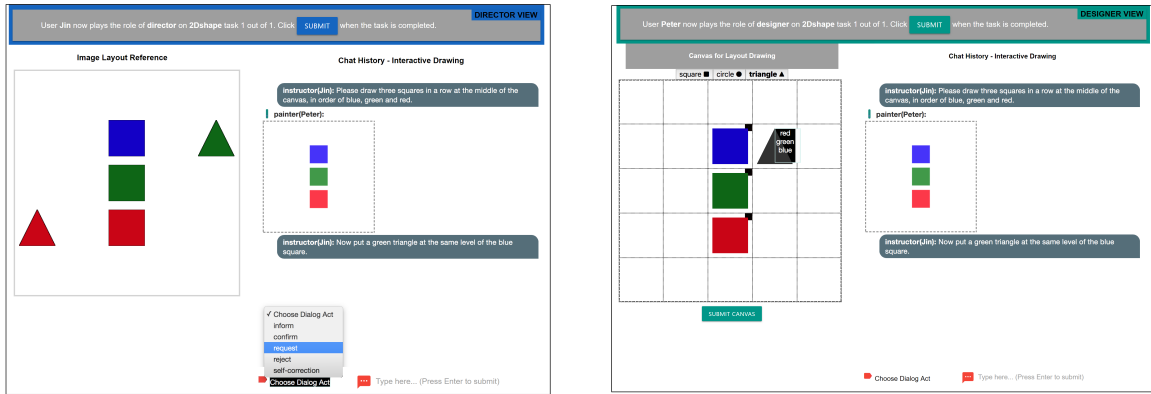 DIRECTOR VIEW
User Jin now plays the role of director on 2Dshape task 1 out of 1. Click SUBMIT when the task is completed.
Image Layout Reference
Chat History - Interactive Drawing
instructor(Jin): Please draw three squares in a row at the middle of the
canvas, in order of blue, green and red.
painter(Peter):
instructor(Jin): Now put a green triangle at the same level of the blue
square.
✓ Choose Dialog Act
inform
confirm
request
reject
self-correction
Choose Dialog Act
Type here... (Press Enter to submit)
DESIGNER VIEW
User Peter now plays the role of designer on 2Dshape task 1 out of 1. Click SUBMIT when the task is completed.
Canvas for Layout Drawing
Chat History - Interactive Drawing
square ■ circle ● triangle ▲
red
green
blue
SUBMIT CANVAS
instructor(Jin): Please draw three squares in a row at the middle of the
canvas, in order of blue, green and red.
painter(Peter):
instructor(Jin): Now put a green triangle at the same level of the blue
square.
Choose Dialog Act
Type here... (Press Enter to submit)